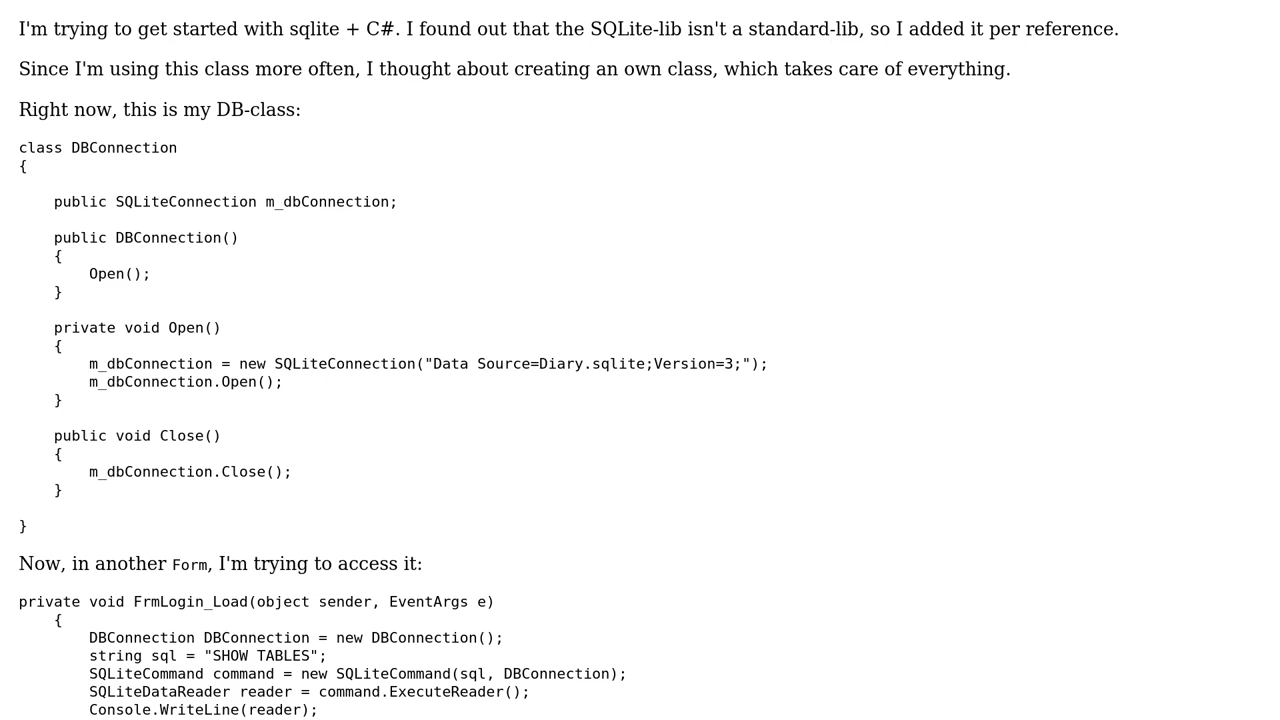 I'm trying to get started with sqlite + C#. I found out that the SQLite-lib isn't a standard-lib, so I added it per reference.
Since I'm using this class more often, I thought about creating an own class, which takes care of everything.
Right now, this is my DB-class:
class DBConnection
{
    public SQLiteConnection m_dbConnection;
    public DBConnection()
    {
        Open();
    }
    private void Open()
    {
        m_dbConnection = new SQLiteConnection("Data Source=Diary.sqlite;Version=3;");
        m_dbConnection.Open();
    }
    public void Close()
    {
        m_dbConnection.Close();
    }
}
Now, in another Form, I'm trying to access it:
private void FrmLogin_Load(object sender, EventArgs e)
    {
        DBConnection DBConnection = new DBConnection();
        string sql = "SHOW TABLES";
        SQLiteCommand command = new SQLiteCommand(sql, DBConnection);
        SQLiteDataReader reader = command.ExecuteReader();
        Console.WriteLine(reader);